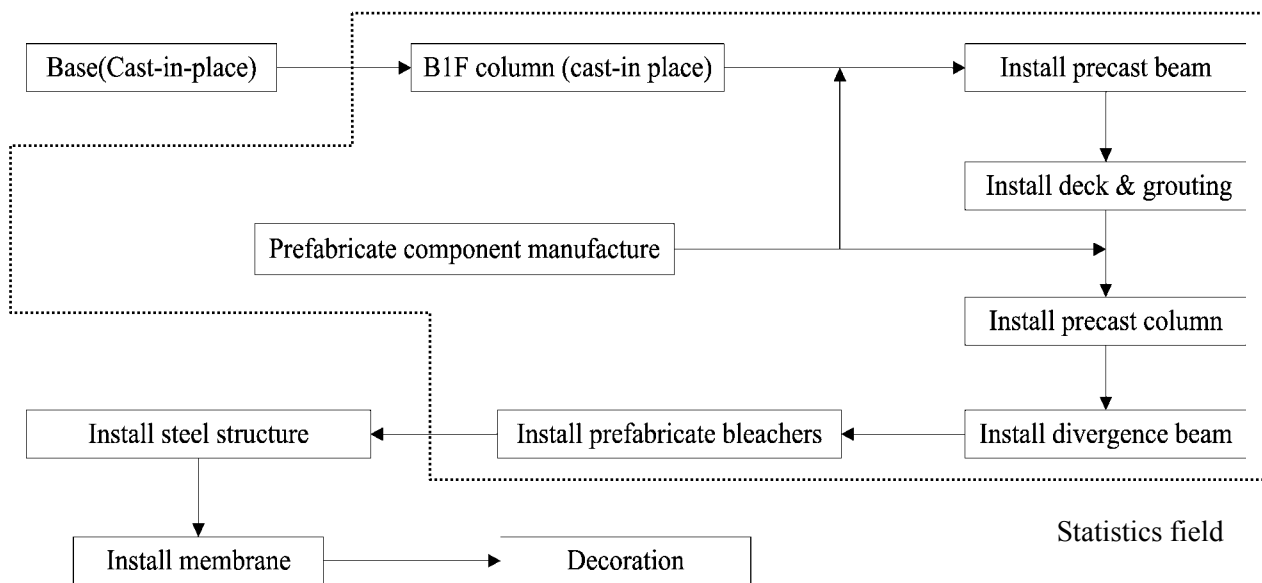 Base(Cast-in-place)
B1F column (cast-in place)
Install precast beam
Install deck & grouting
Prefabricate component manufacture
Install precast column
Install steel structure
Install prefabricate bleachers
Install divergence beam
Statistics field
Install membrane
Decoration